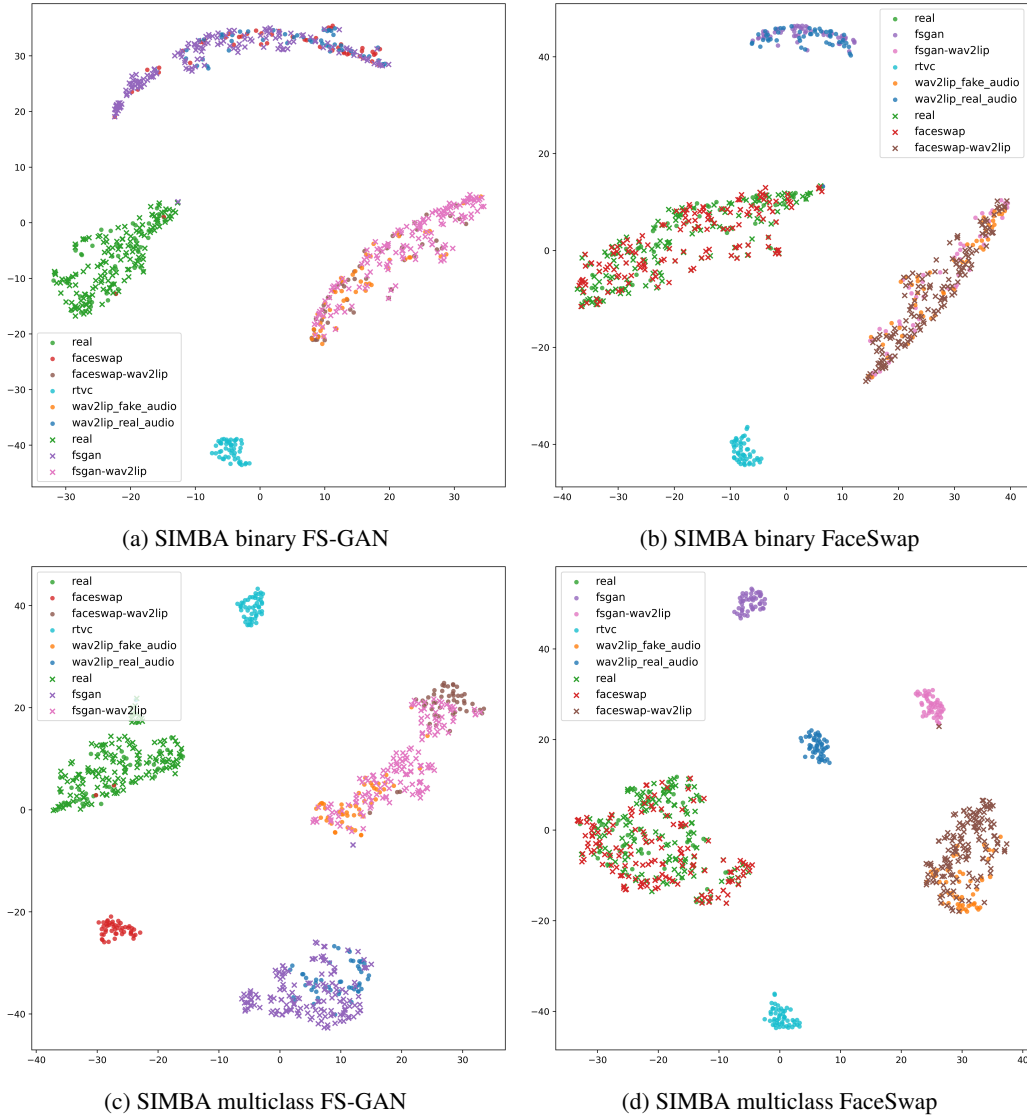 30
20
10
0
−10
−20
−30
−40
real
faceswap
faceswap-wav2lip
rtvc
wav2lip_fake_audio
wav2lip_real_audio
real
fsgan
fsgan-wav2lip
−30
−20
−10
0
10
20
30
(a) SIMBA binary FS-GAN
40
20
0
−20
−40
real
fsgan
fsgan-wav2lip
rtvc
wav2lip_fake_audio
wav2lip_real_audio
real
faceswap
faceswap-wav2lip
−40
−30
−20
−10
0
10
20
30
40
(b) SIMBA binary FaceSwap
40
20
0
−20
−40
real
faceswap
faceswap-wav2lip
rtvc
wav2lip_fake_audio
wav2lip_real_audio
real
fsgan
fsgan-wav2lip
−40
−30
−20
−10
0
10
20
30
(c) SIMBA multiclass FS-GAN
40
20
0
−20
−40
real
fsgan
fsgan-wav2lip
rtvc
wav2lip_fake_audio
wav2lip_real_audio
real
faceswap
faceswap-wav2lip
−30
−20
−10
0
10
20
30
40
(d) SIMBA multiclass FaceSwap